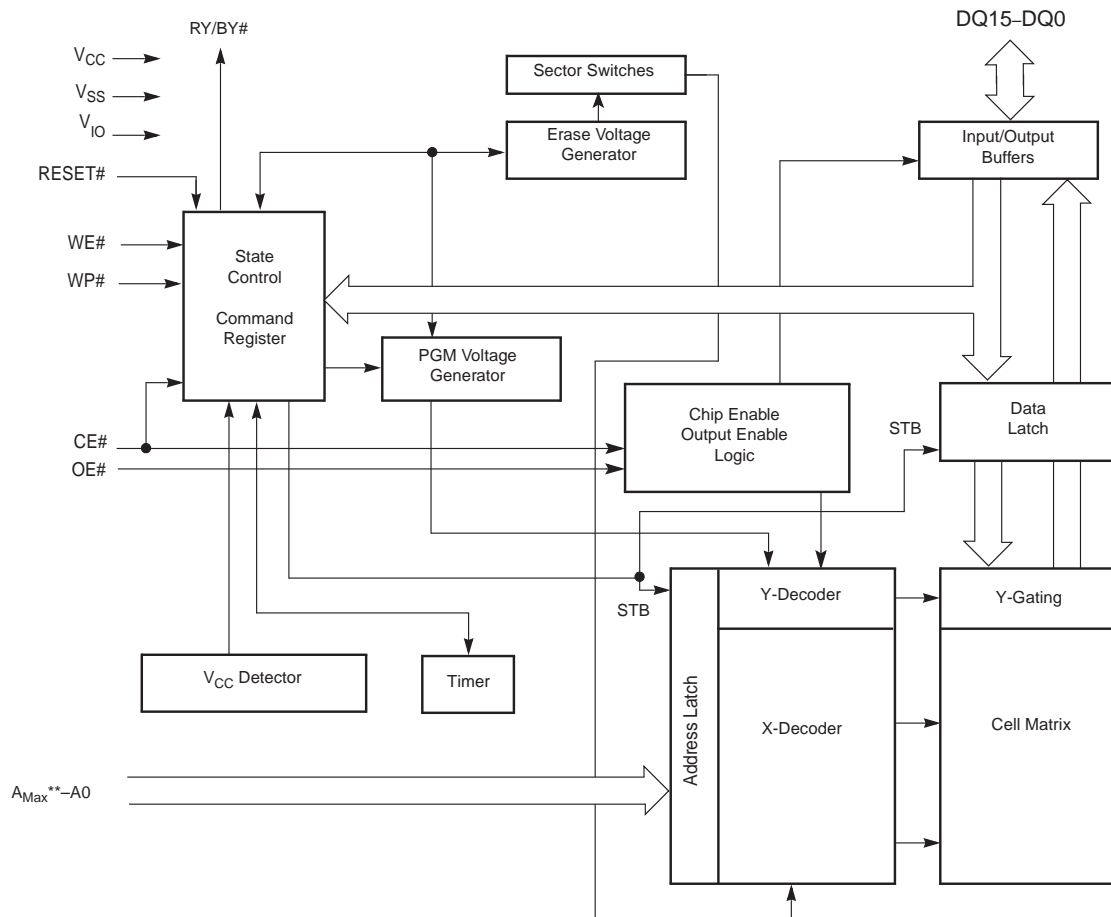 RY/BY#
DQ15–DQ0
VCC
VSS
VIO
RESET#
WE#
WP#
CE#
OE#
Sector Switches
Erase Voltage
Generator
Input/Output
Buffers
State
Control
Command
Register
PGM Voltage
Generator
Chip Enable
Output Enable
Logic
STB
Data
Latch
STB
Address Latch
Y-Decoder
Y-Gating
X-Decoder
Cell Matrix
VCC Detector
Timer
AMax**–A0